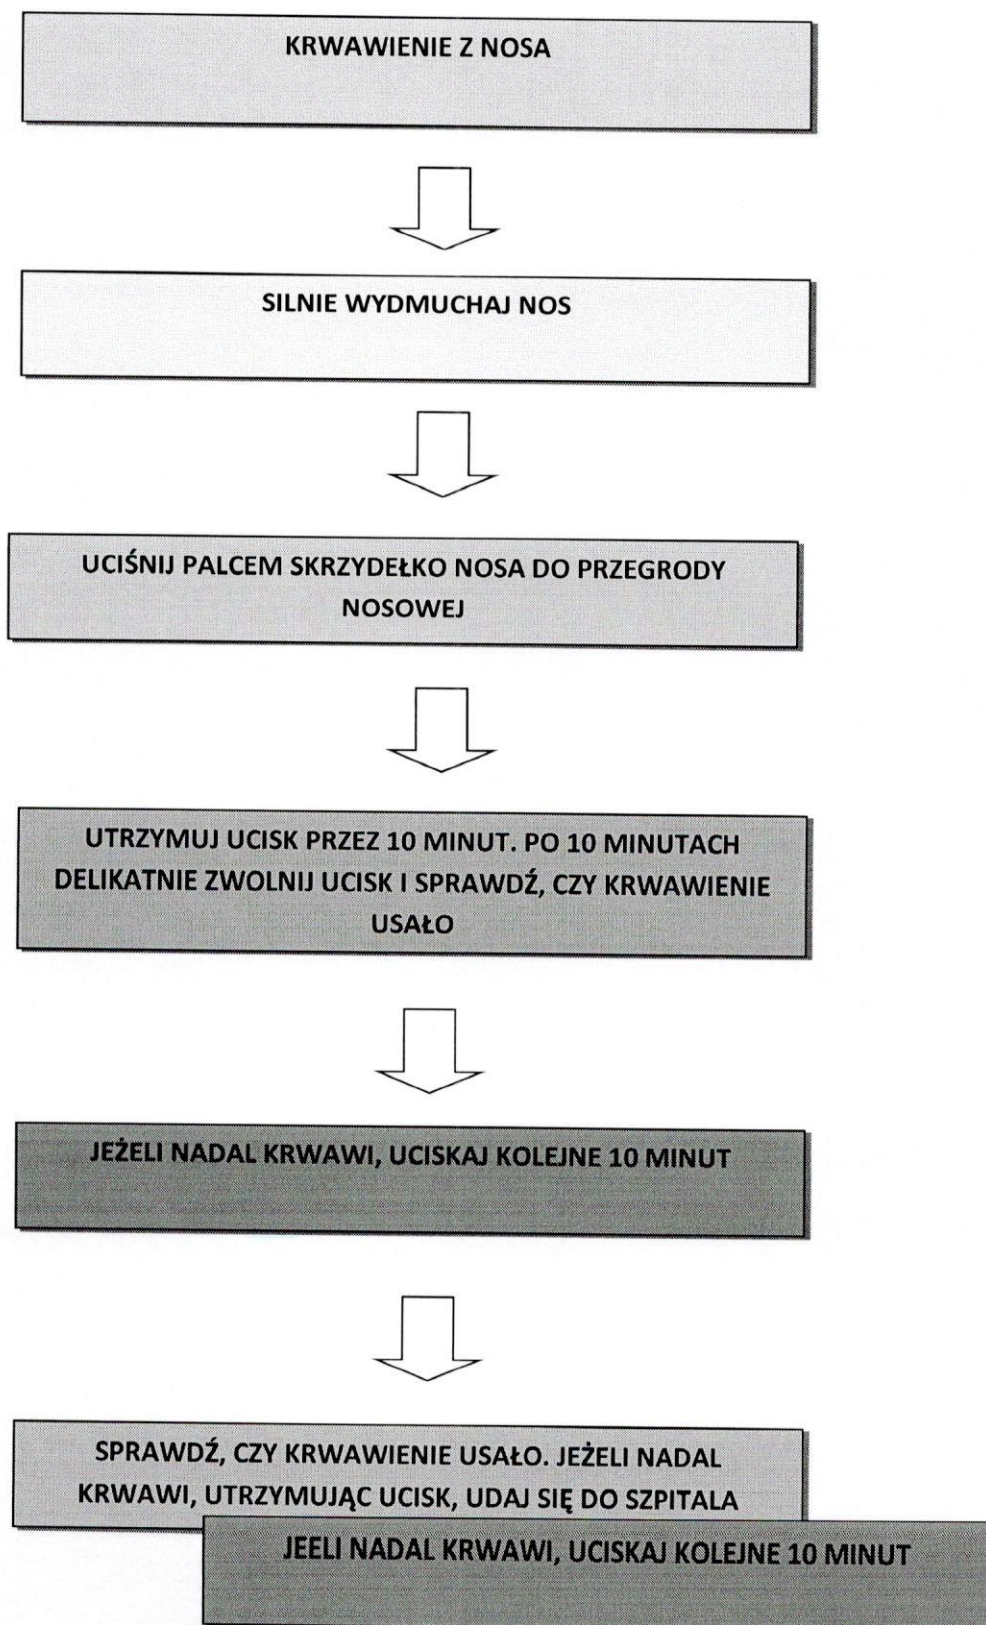 KRWAWIENIE Z NOSA
SILNIE WYDMUCHAJ NOS
UCIŚNIJ PALCEM SKRZYDEŁKO NOSA DO PRZEGRODY
NOSOWEJ
UTRZYMUJ UCISK PRZEZ 10 MINUT. PO 10 MINUTACH
DELIKATNIE ZWOLNIJ UCISK I SPRAWDŹ, CZY KRWAWIENIE
USAŁO
JEŻELI NADAL KRWAWI, UCISKAJ KOLEJNE 10 MINUT
SPRAWDŹ, CZY KRWAWIENIE USAŁO. JEŻELI NADAL
KRWAWI, UTRZYMUJĄC UCISK, UDAJ SIĘ DO SZPITALA
JEELI NADAL KRWAWI, UCISKAJ KOLEJNE 10 MINUT